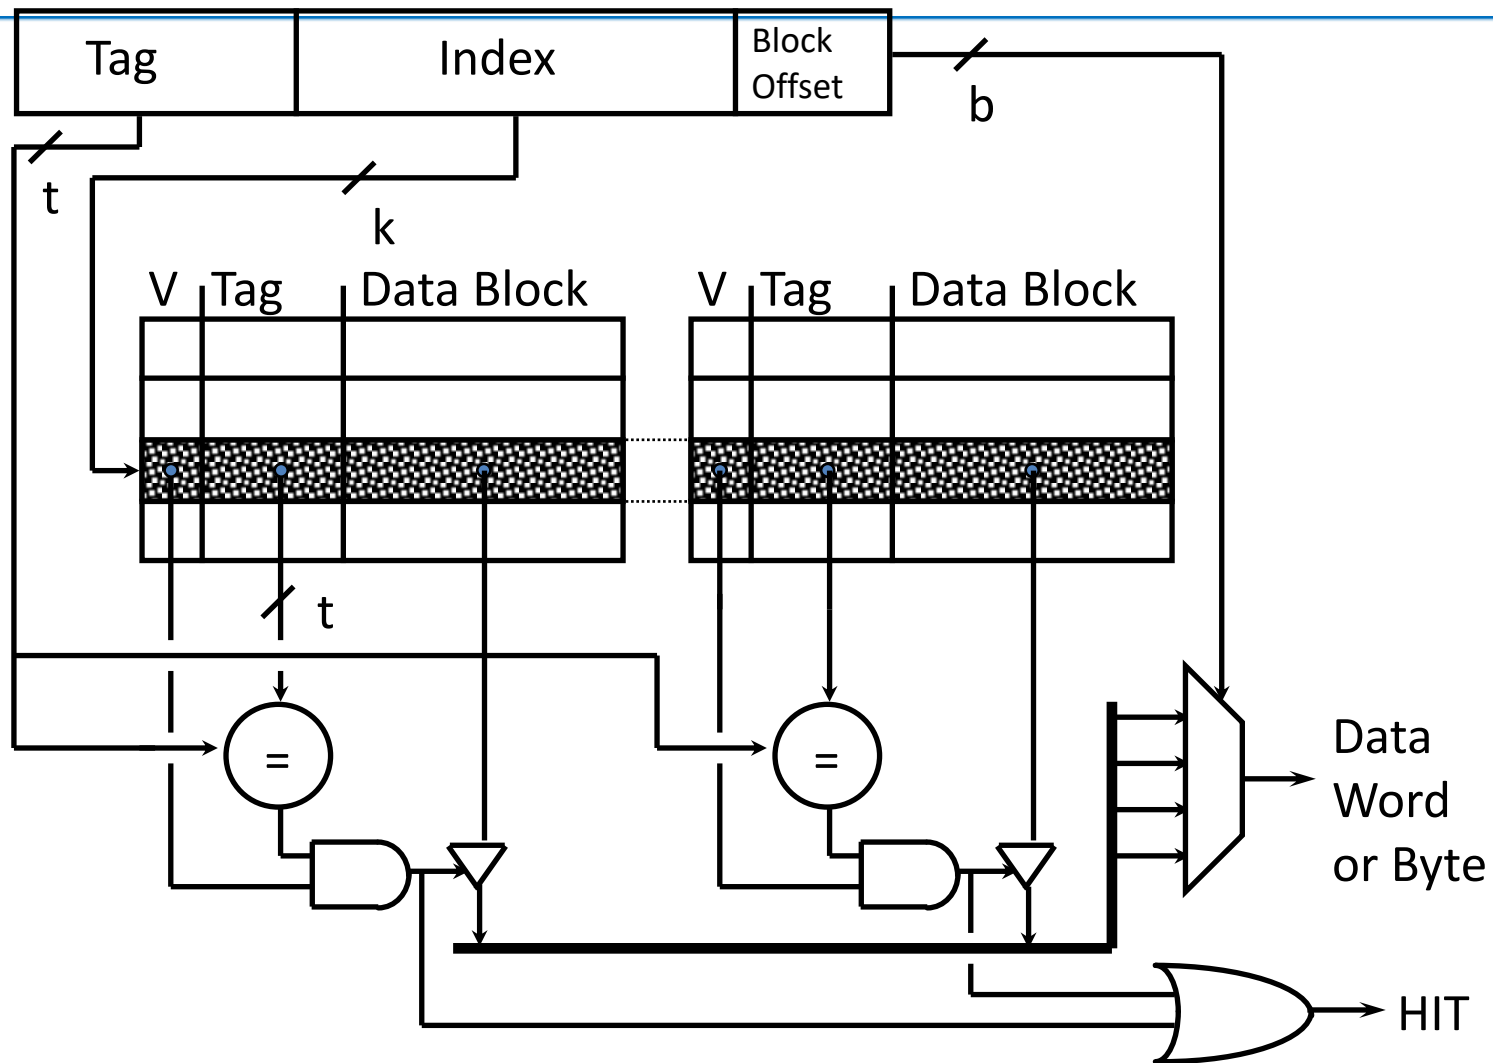 Tag
Index
Block
Offset
b
t
k
V
Tag
Data Block
V
Tag
Data Block
t
=
=
Data
Word
or Byte
HIT